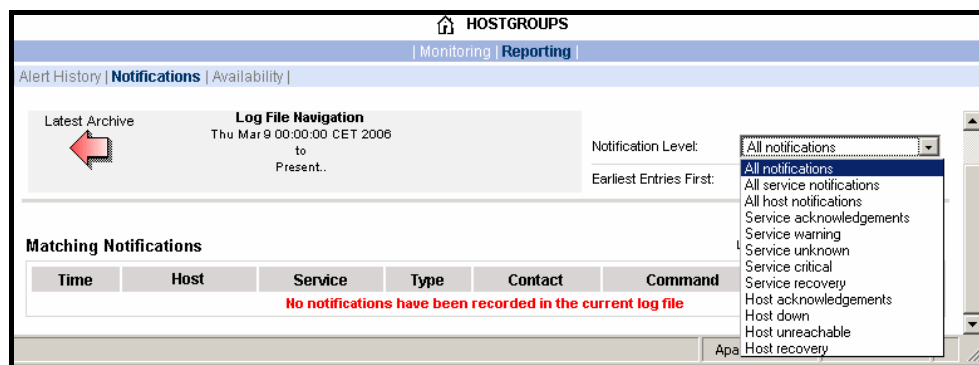 HOSTGROUPS
| Monitoring | Reporting |
Alert History | Notifications | Availability |
Latest Archive
Log File Navigation
Thu Mar 9 00:00:00 CET 2006
to
Present..
Notification Level:
All notifications
Earliest Entries First:
All notifications
All service notifications
All host notifications
Service acknowledgements
Service warning
Service unknown
Service critical
Service recovery
Host acknowledgements
Host down
Host unreachable
Host recovery
Matching Notifications
Time Host Service Type Contact Command
No notifications have been recorded in the current log file